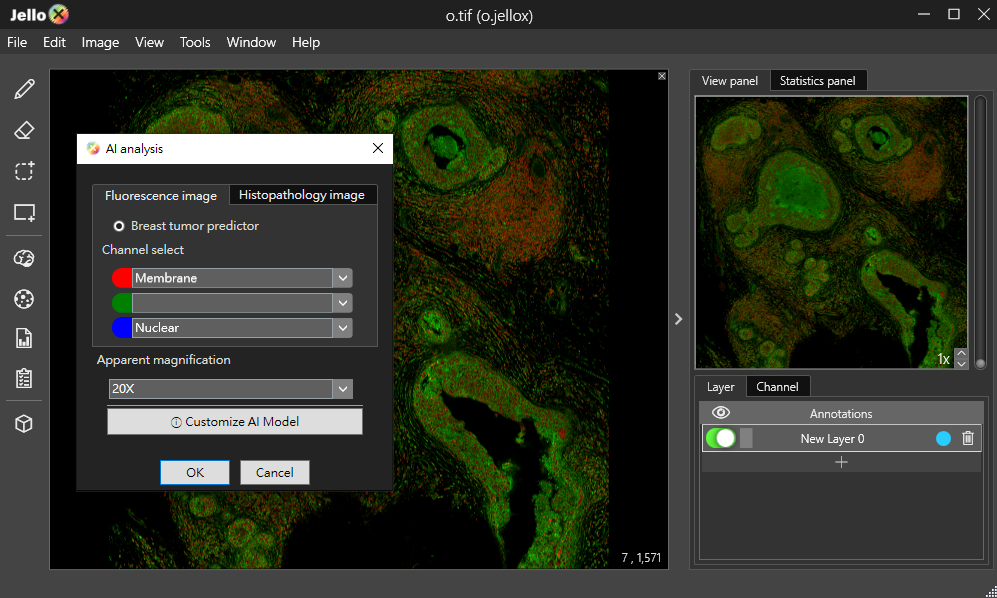 JelloX
o.tif (o.jellox)
File Edit Image View Tools Window Help
AI analysis
Fluorescence image
Histopathology image
Breast tumor predictor
Channel select
Membrane
Nuclear
Apparent magnification
20X
Customize AI Model
OK
Cancel
7 , 1,571
View panel
Statistics panel
1x
Layer
Channel
Annotations
New Layer 0